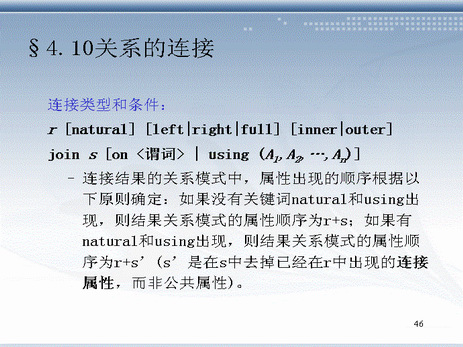 §4.10关系的连接
连接类型和条件：
r [natural] [left|right|full] [inner|outer]
join s [on <谓词> | using (A1,A2,…,An)]
– 连接结果的关系模式中，属性出现的顺序根据以
下原则确定：如果没有关键词natural和using出
现，则结果关系模式的属性顺序为r+s；如果有
natural和using出现，则结果关系模式的属性顺
序为r+s’(s’是在s中去掉已经在r中出现的连接
属性，而非公共属性)。
46